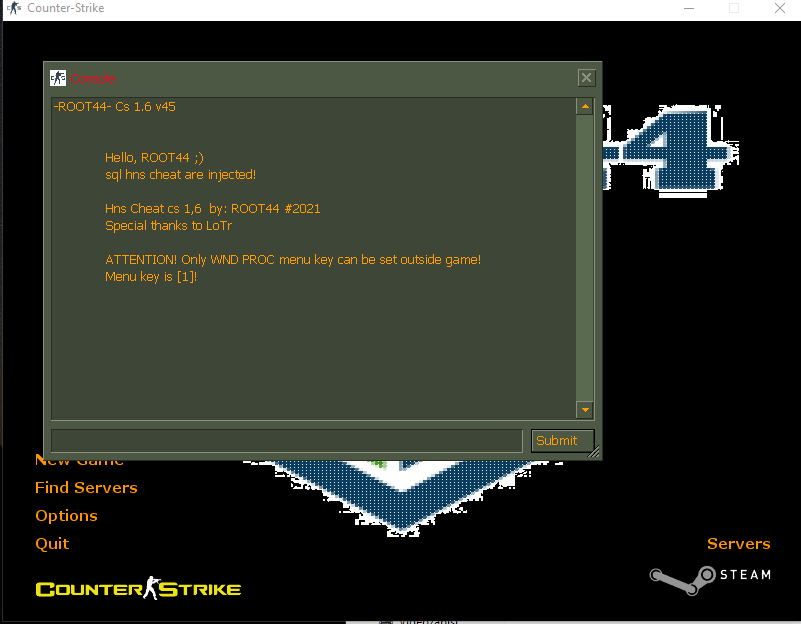 Counter-Strike
Console
-ROOT44- Cs 1.6 v45
Hello, ROOT44 ;)
sql hns cheat are injected!
Hns Cheat cs 1,6 by: ROOT44 #2021
Special thanks to LoTr
ATTENTION! Only WND PROC menu key can be set outside game!
Menu key is [1]!
Submit
New Game
Find Servers
Options
Quit
Servers
COUNTER STRIKE
STEAM